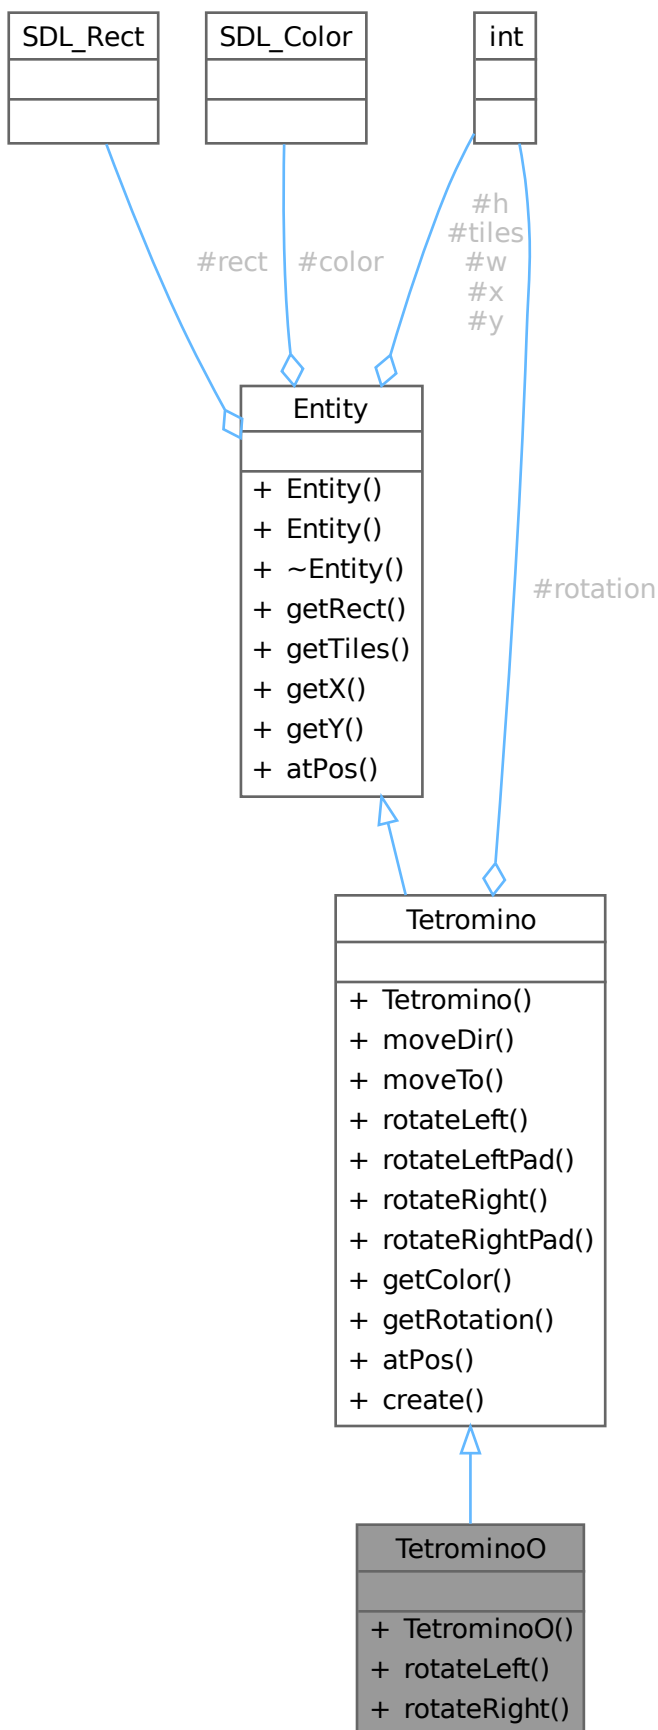 SDL_Rect
SDL_Color
int
#h
#tiles
#w
#x
#y
#rect
#color
Entity
+ Entity()
+ Entity()
+ ~Entity()
+ getRect()
+ getTiles()
+ getX()
+ getY()
+ atPos()
#rotation
Tetromino
+ Tetromino()
+ moveDir()
+ moveTo()
+ rotateLeft()
+ rotateLeftPad()
+ rotateRight()
+ rotateRightPad()
+ getColor()
+ getRotation()
+ atPos()
+ create()
TetrominoO
+ TetrominoO()
+ rotateLeft()
+ rotateRight()